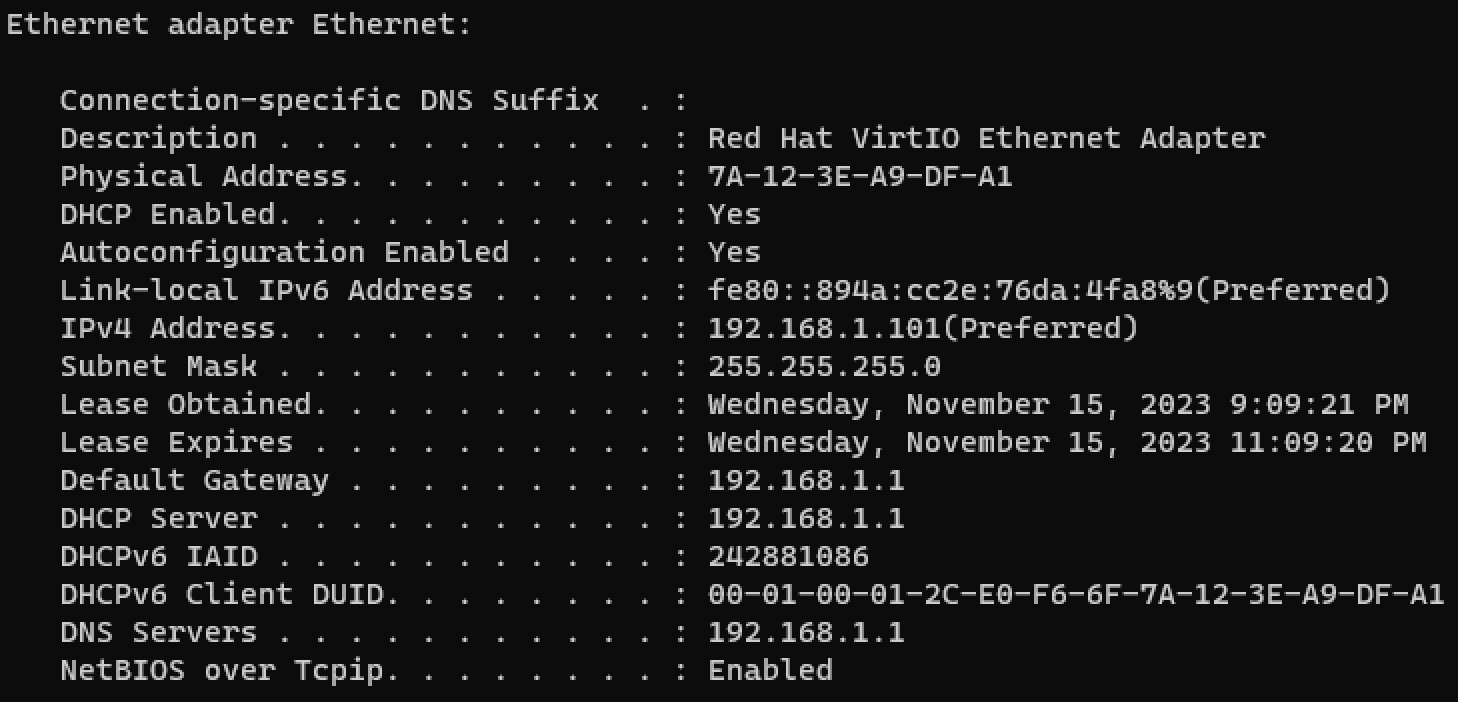 Ethernet adapter Ethernet:
Connection-specific DNS Suffix  . :
Description . . . . . . . . . . . : Red Hat VirtIO Ethernet Adapter
Physical Address. . . . . . . . . : 7A-12-3E-A9-DF-A1
DHCP Enabled. . . . . . . . . . . : Yes
Autoconfiguration Enabled . . . . : Yes
Link-local IPv6 Address . . . . . : fe80::894a:cc2e:76da:4fa8%9(Preferred)
IPv4 Address. . . . . . . . . . . : 192.168.1.101(Preferred)
Subnet Mask . . . . . . . . . . . : 255.255.255.0
Lease Obtained. . . . . . . . . . : Wednesday, November 15, 2023 9:09:21 PM
Lease Expires . . . . . . . . . . : Wednesday, November 15, 2023 11:09:20 PM
Default Gateway . . . . . . . . . : 192.168.1.1
DHCP Server . . . . . . . . . . . : 192.168.1.1
DHCPv6 IAID . . . . . . . . . . . : 242881086
DHCPv6 Client DUID. . . . . . . . : 00-01-00-01-2C-E0-F6-6F-7A-12-3E-A9-DF-A1
DNS Servers . . . . . . . . . . . : 192.168.1.1
NetBIOS over Tcpip. . . . . . . . : Enabled